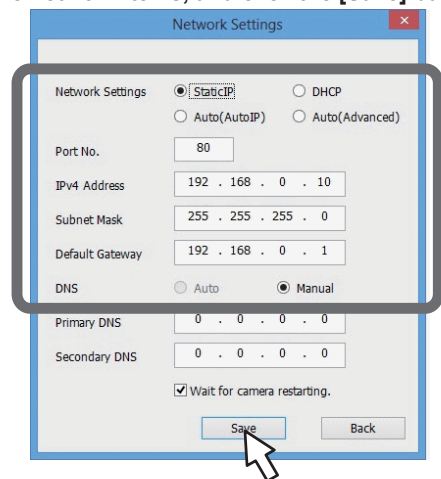 Network Settings
Network Settings StaticIP DHCP
Auto(AutoIP) Auto(Advanced)
Port No. 80
IPv4 Address 192 . 168 . 0 . 10
Subnet Mask 255 . 255 . 255 . 0
Default Gateway 192 . 168 . 0 . 1
DNS Auto Manual
Primary DNS 0 . 0 . 0 . 0
Secondary DNS 0 . 0 . 0 . 0
Wait for camera restarting.
Save Back